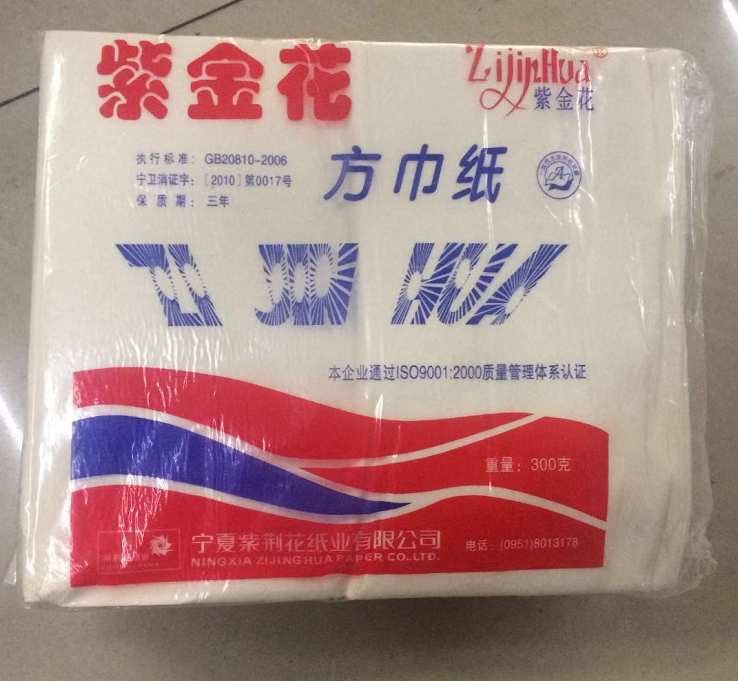 紫金花
ZijinHua®
紫金花
执行标准：GB20810-2006
宁卫消证字：[2010]第0017号
保质期：三年
方巾纸
ZIJINHUA
本企业通过ISO9001:2000质量管理体系认证
重量：300克
宁夏紫荆花纸业有限公司
NINGXIA ZIJINGHUA PAPER CO.LTD.
电话：(0951)8013178